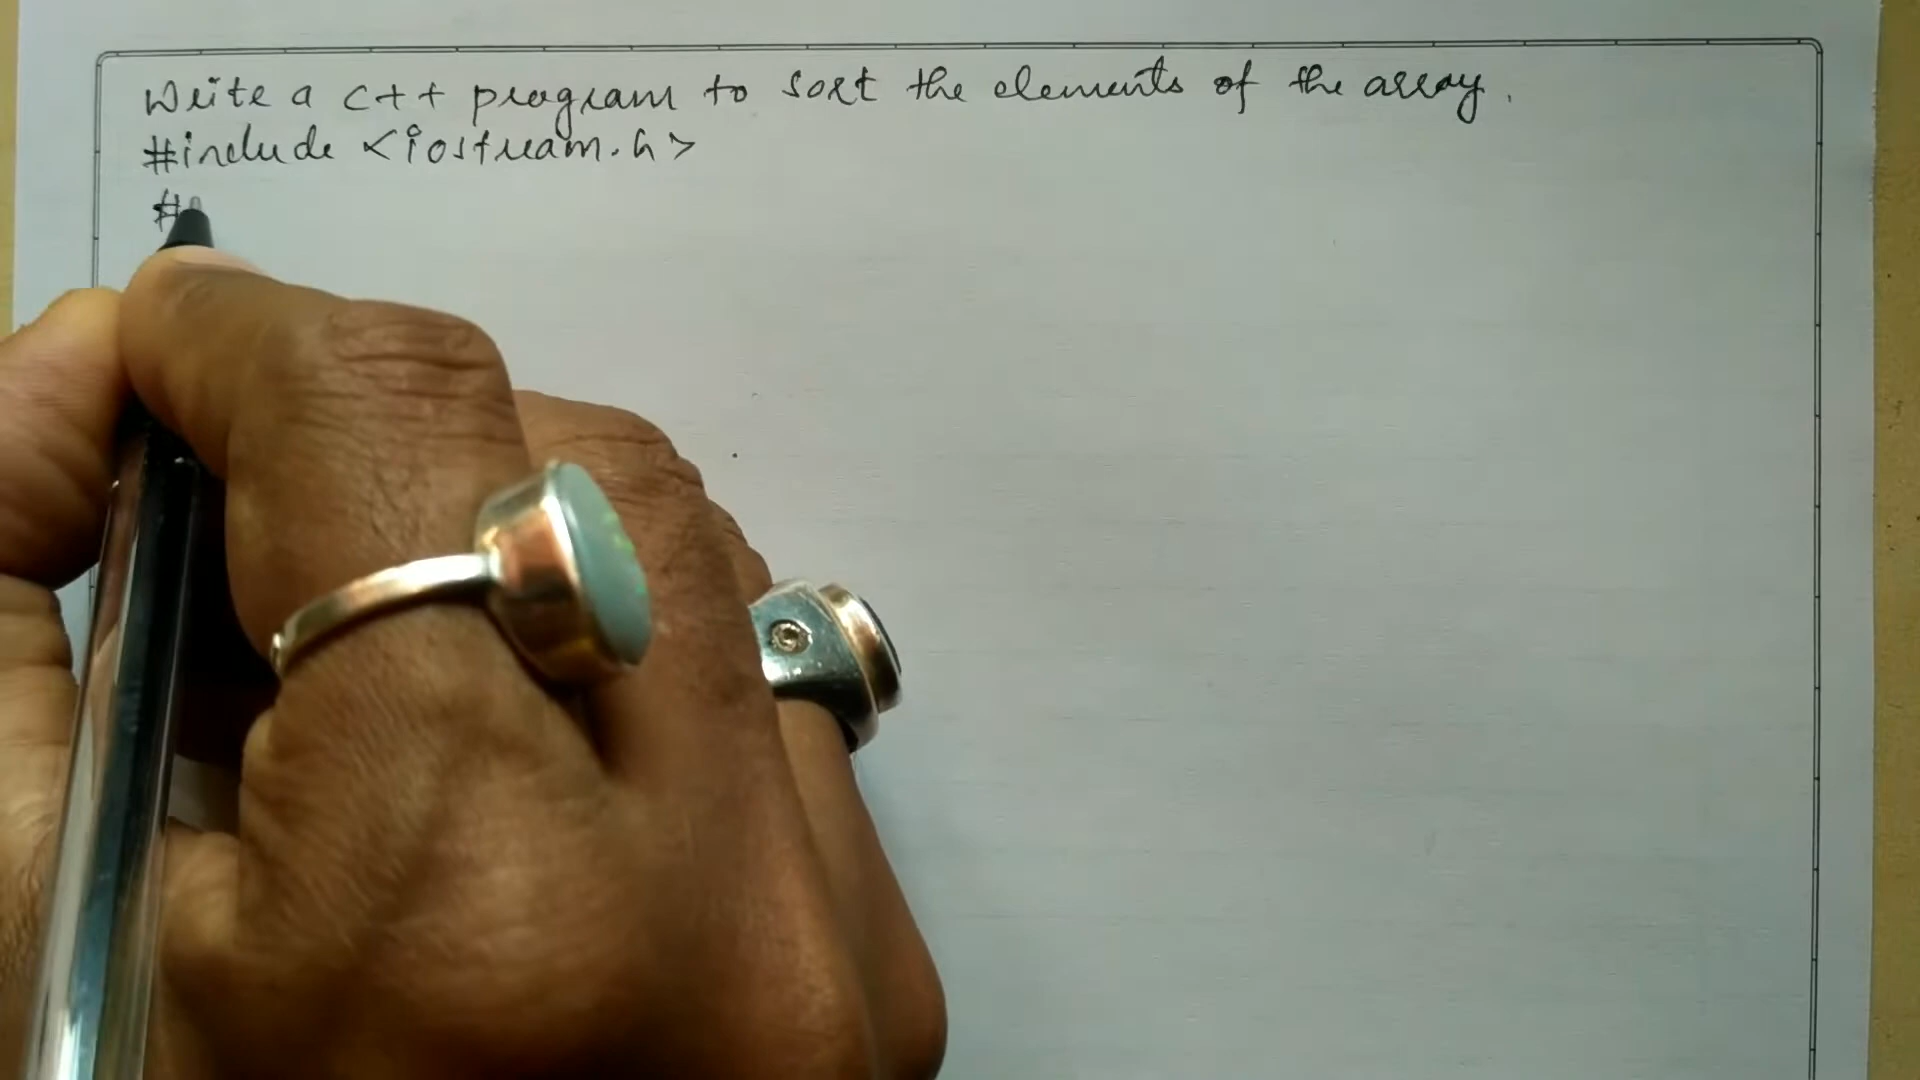 Write a c++ program to sort the elements of the array.
#include <iostream.h>
#